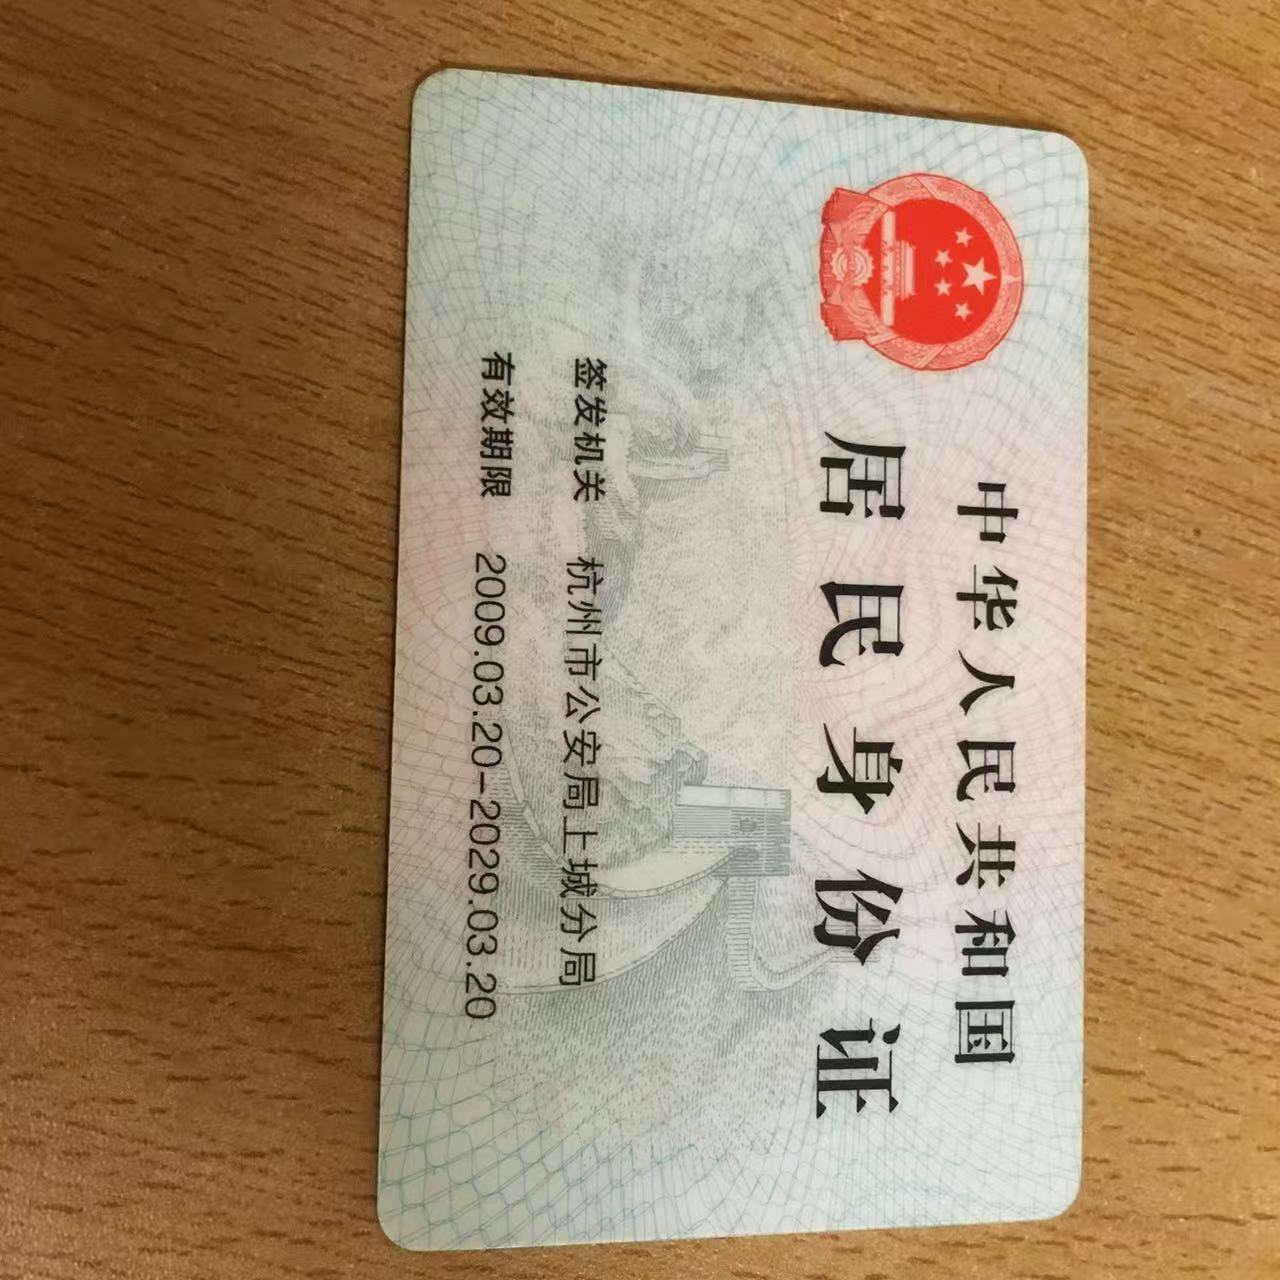 中华人民共和国
居民身份证
签发机关 杭州市公安局上城分局
有效期限 2009.03.20-2029.03.20